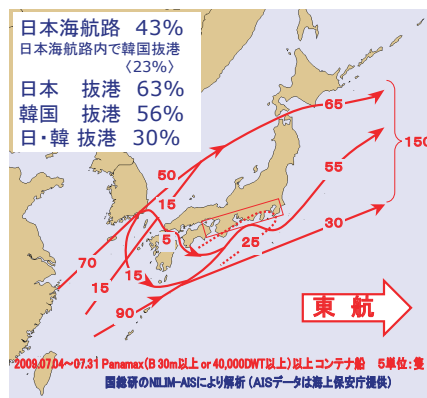 日本海航路 43%
日本海航路内で韓国抜港
〈23%〉
日本 抜港 63%
韓国 抜港 56%
日・韓 抜港 30%
65
150
50
55
15
30
5
25
70
15
15
90
東 航
2009.07.04~07.31 Panamax(B 30m以上 or 40,000DWT以上)以上 コンテナ船 5単位:隻
国総研のNILIM-AISにより解析(AISデータは海上保安庁提供)